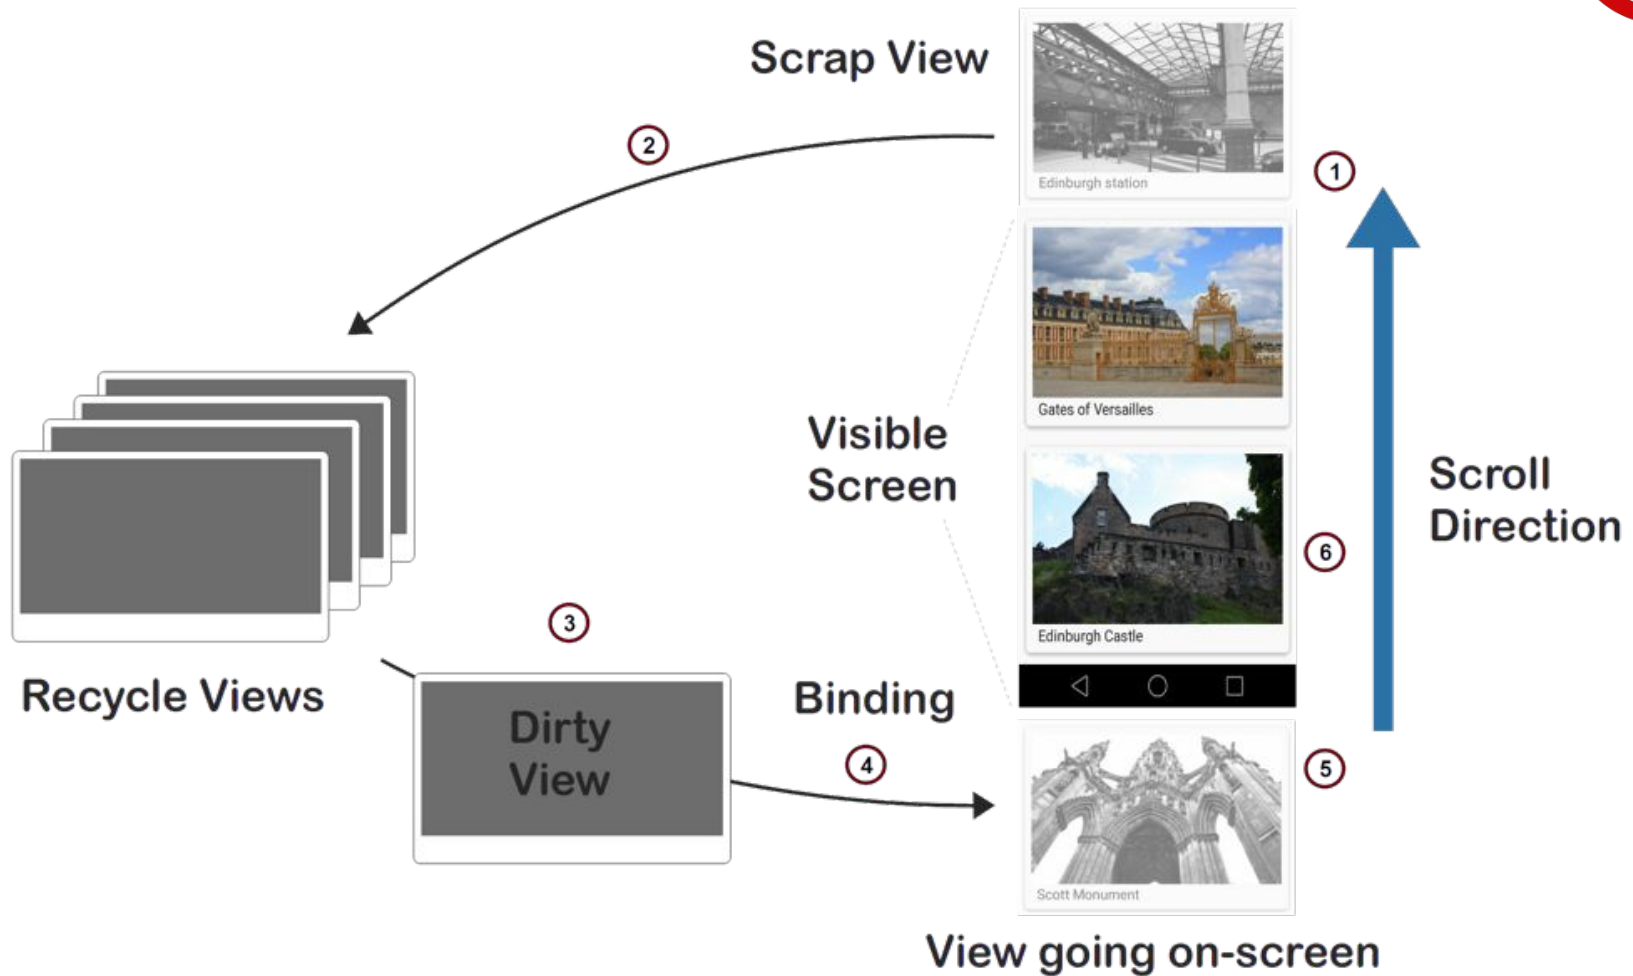 Scrap View
2
Edinburgh station
1
Gates of Versailles
Visible
Screen
Scroll
Direction
6
Edinburgh Castle
3
Recycle Views
Dirty
View
Binding
4
5
Scott Monument
View going on-screen